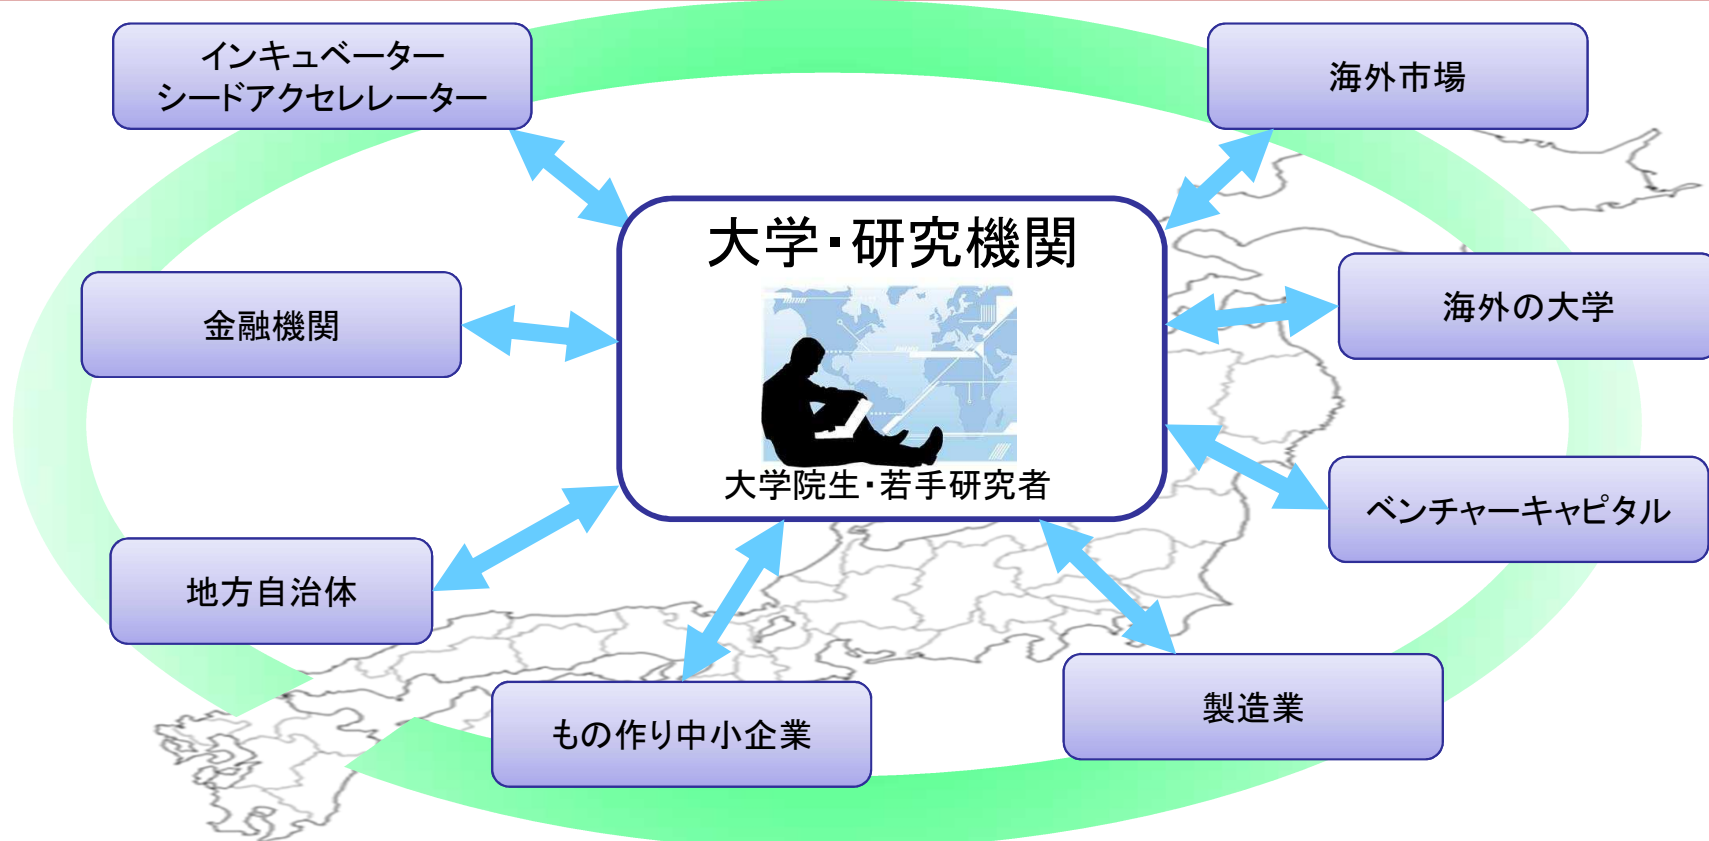 インキュベーター
シードアクセレレーター
海外市場
大学・研究機関
金融機関
海外の大学
大学院生・若手研究者
ベンチャーキャピタル
地方自治体
もの作り中小企業
製造業